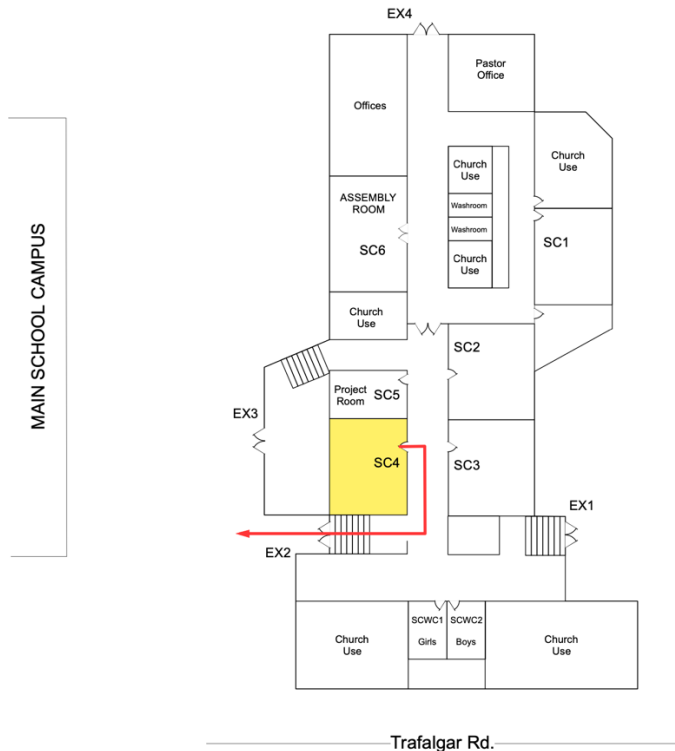 EX4
Pastor
Office
Offices
Church
Use
Church
Use
ASSEMBLY
ROOM
Washroom
Washroom
SC6
SC1
Church
Use
Church
Use
MAIN SCHOOL CAMPUS
SC2
Project
Room
SC5
EX3
SC4
SC3
EX1
EX2
SCWC1
Girls
SCWC2
Boys
Church
Use
Church
Use
Trafalgar Rd.